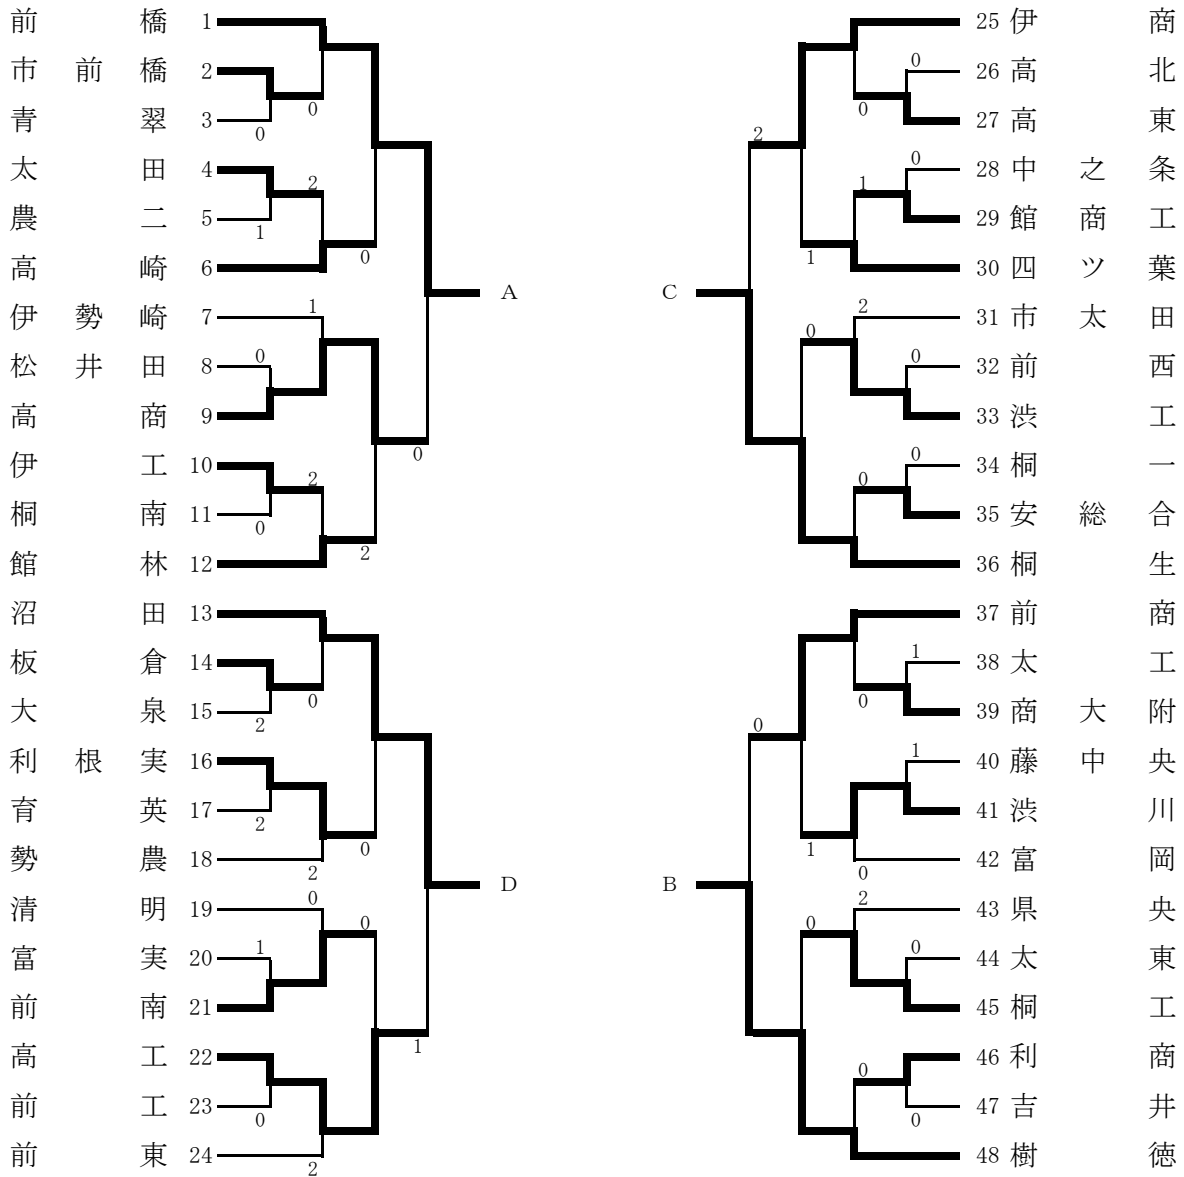 前橋 1
市前橋 2
0
青翠 3
0
太田 4
2
農二 5
1
高崎 6
0
A
伊勢崎 7
1
松井田 8
0
高商 9
0
伊工 10
2
桐南 11
0
館林 12
2
沼田 13
板倉 14
0
大泉 15
2
利根実 16
育英 17
2
勢農 18
0
2
D
清明 19
0
0
富実 20
1
前南 21
高工 22
1
前工 23
0
前東 24
2
25 伊商
0
26 高北
0
27 高東
2
0
28 中之条
1
29 館商工
1
30 四ツ葉
C
2
31 市太田
0
0
32 前西
33 渋工
0
34 桐一
0
35 安総合
36 桐生
37 前商
1
38 太工
0
39 商大附
0
1
40 藤中央
41 渋川
1
42 富岡
0
B
2
43 県央
0
0
44 太東
45 桐工
46 利商
0
47 吉井
0
48 樹徳